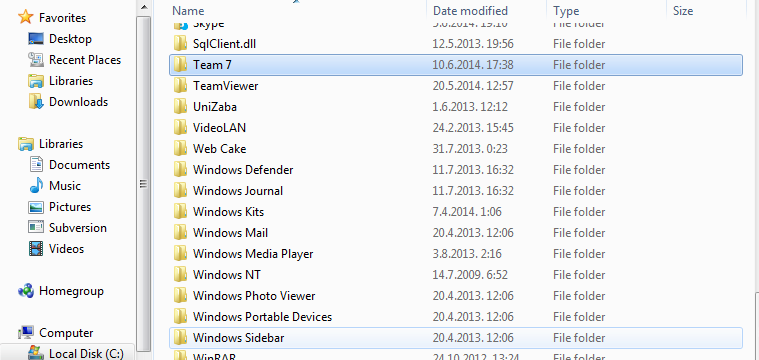 Name Date modified Type Size
Favorites
Desktop
Recent Places
Libraries
Downloads
Libraries
Documents
Music
Pictures
Subversion
Videos
Homegroup
Computer
Local Disk (C:)
Skype 5.6.2014. 19:10 File folder
SqlClient.dll 12.5.2013. 19:56 File folder
Team 7 10.6.2014. 17:38 File folder
TeamViewer 20.5.2014. 12:57 File folder
UniZaba 1.6.2013. 12:12 File folder
VideoLAN 24.2.2013. 15:45 File folder
Web Cake 31.7.2013. 0:23 File folder
Windows Defender 11.7.2013. 16:32 File folder
Windows Journal 11.7.2013. 16:32 File folder
Windows Kits 7.4.2014. 1:06 File folder
Windows Mail 20.4.2013. 12:06 File folder
Windows Media Player 3.8.2013. 2:16 File folder
Windows NT 14.7.2009. 6:52 File folder
Windows Photo Viewer 20.4.2013. 12:06 File folder
Windows Portable Devices 20.4.2013. 12:06 File folder
Windows Sidebar 20.4.2013. 12:06 File folder
WinRAR 24.10.2012. 13:24 File folder